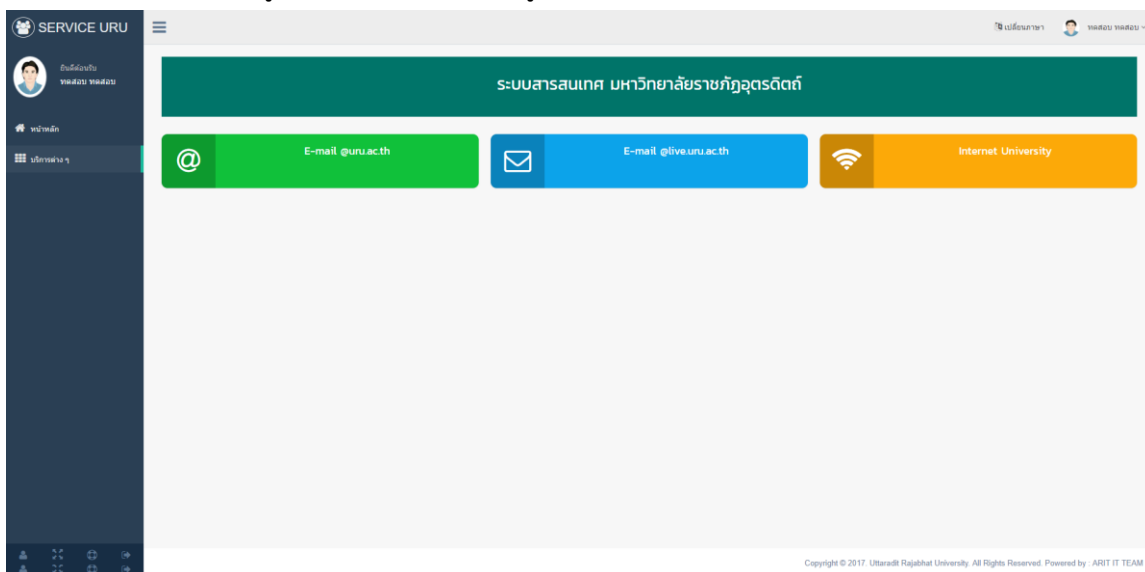 SERVICE URU
เปลี่ยนภาษา
ทดสอบ ทดสอบ
ยินดีต้อนรับ
ทดสอบ ทดสอบ
ระบบสารสนเทศ มหาวิทยาลัยราชภัฏอุตรดิตถ์
หน้าหลัก
บริการต่าง ๆ
E-mail @uru.ac.th
E-mail @live.uru.ac.th
Internet University
Copyright © 2017. Uttaradit Rajabhat University. All Rights Reserved. Powered by : ARIT IT TEAM